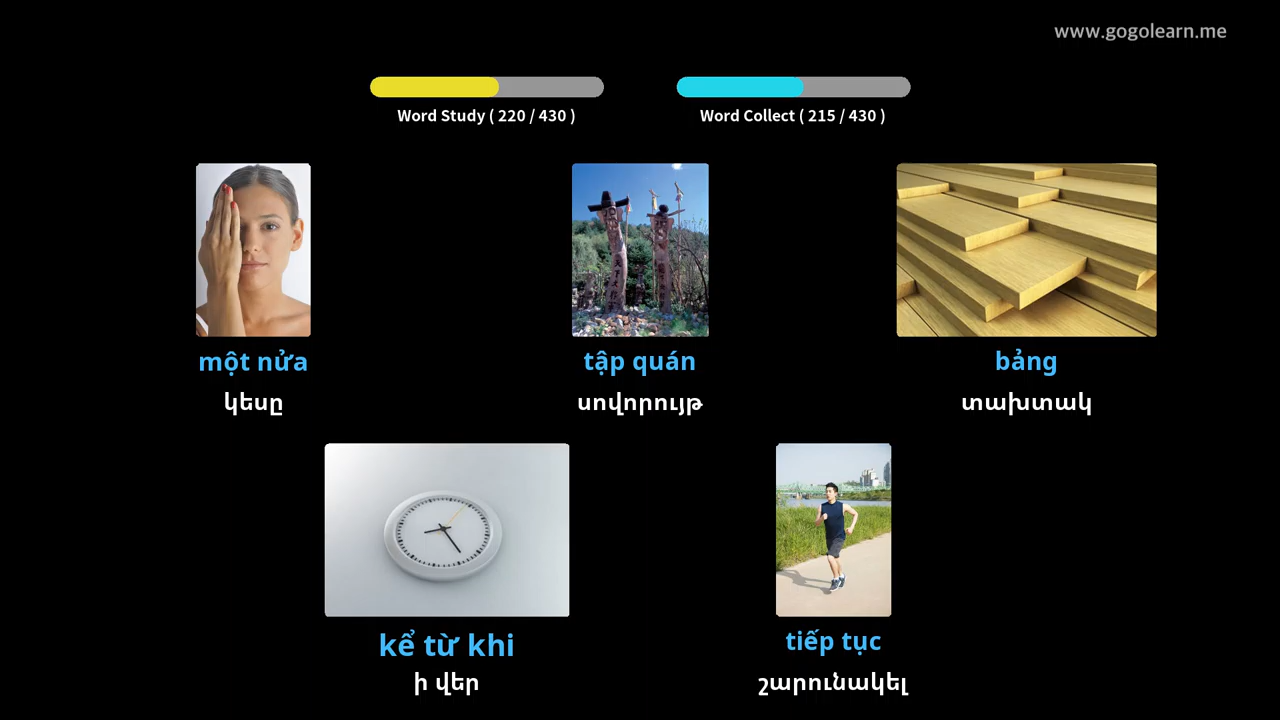 www.gogolearn.me
Word Study ( 220 / 430 )
Word Collect ( 215 / 430 )
một nửa
կեսը
tập quán
սովորույթ
bảng
տախտակ
kể từ khi
ի վեր
tiếp tục
շարունակել